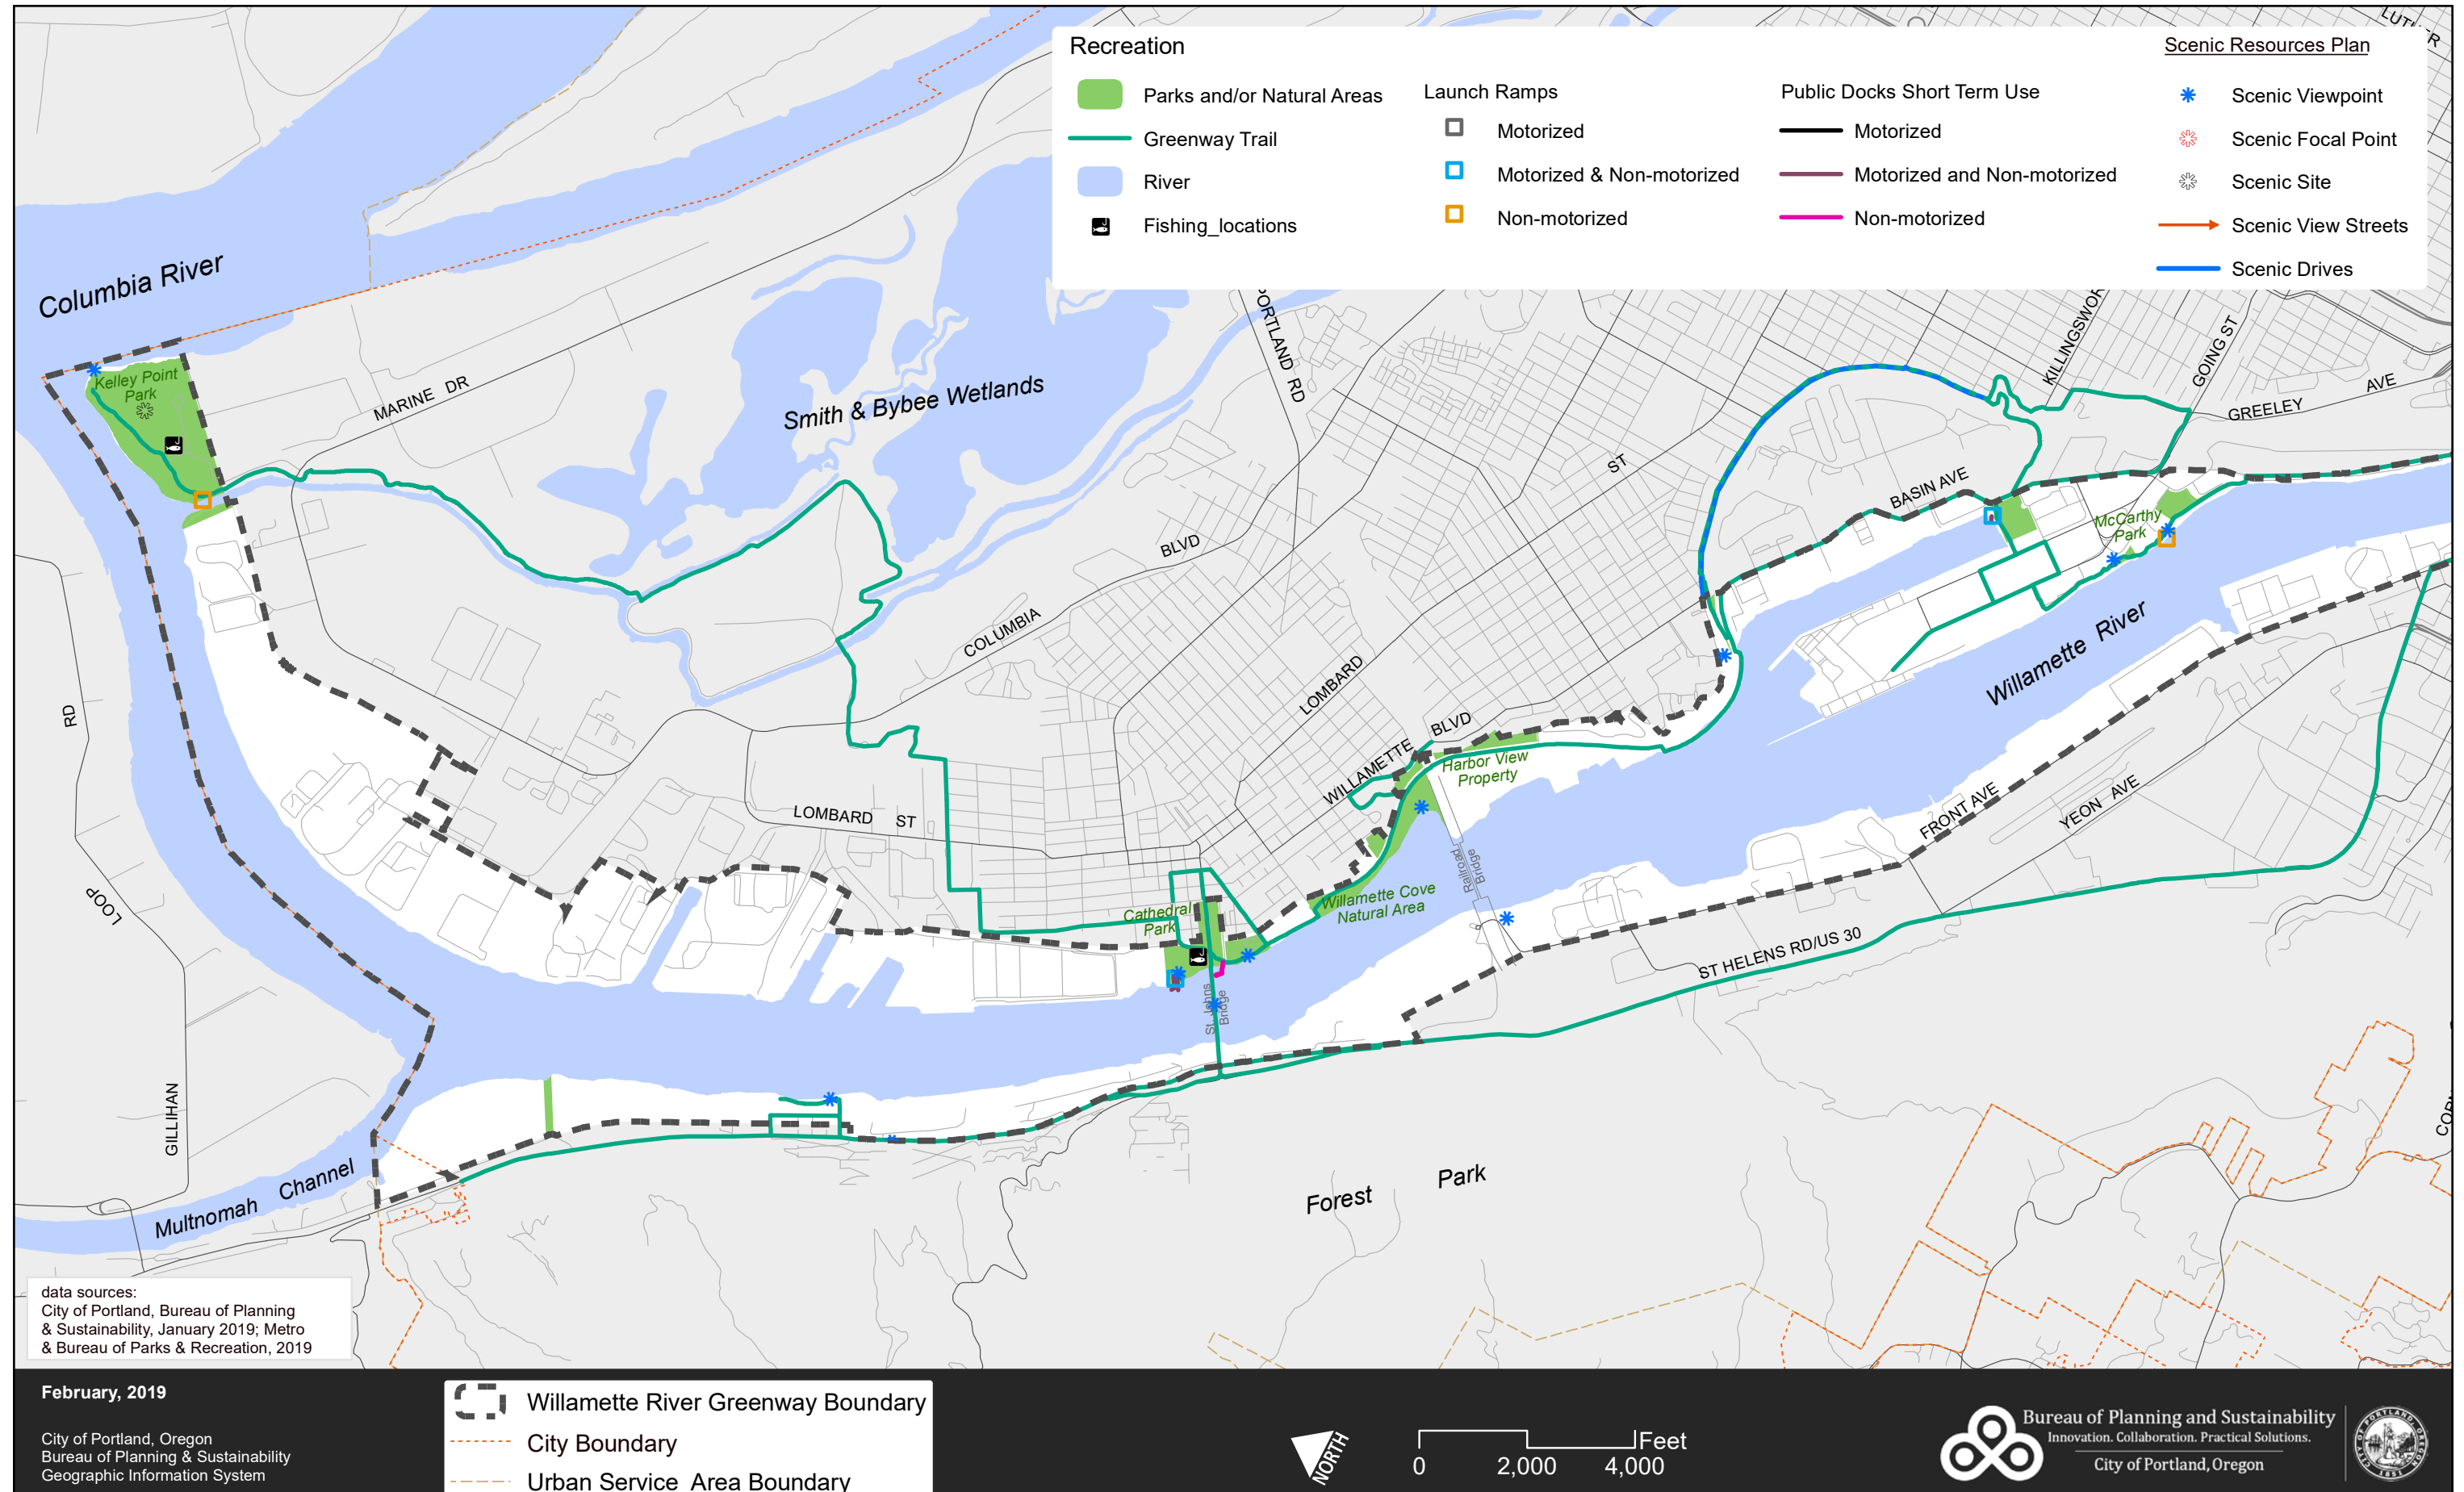 Recreation
Parks and/or Natural Areas
Greenway Trail
River
Fishing_locations
Launch Ramps
Motorized
Motorized & Non-motorized
Non-motorized
Public Docks Short Term Use
Motorized
Motorized and Non-motorized
Non-motorized
Scenic Resources Plan
Scenic Viewpoint
Scenic Focal Point
Scenic Site
Scenic View Streets
Scenic Drives
Columbia River
Kelley Point
Park
MARINE DR
Smith & Bybee Wetlands
PORTLAND RD
KILLINGSWOR
GOING ST
GREELEY AVE
BASIN AVE
McCarthy
Park
Willamette River
COLUMBIA BLVD
LOMBARD ST
WILLAMETTE BLVD
Harbor View
Property
LOMBARD ST
Cathedral
Park
Willamette Cove
Natural Area
Railroad
Bridge
St. Johns
Bridge
FRONT AVE
YEON AVE
ST HELENS RD/US 30
RD
LOOP
GILLIHAN
Multnomah Channel
Forest Park
data sources:
City of Portland, Bureau of Planning
& Sustainability, January 2019; Metro
& Bureau of Parks & Recreation, 2019
February, 2019
City of Portland, Oregon
Bureau of Planning & Sustainability
Geographic Information System
Willamette River Greenway Boundary
City Boundary
Urban Service Area Boundary
NORTH
Feet
0 2,000 4,000
Bureau of Planning and Sustainability
Innovation. Collaboration. Practical Solutions.
City of Portland, Oregon